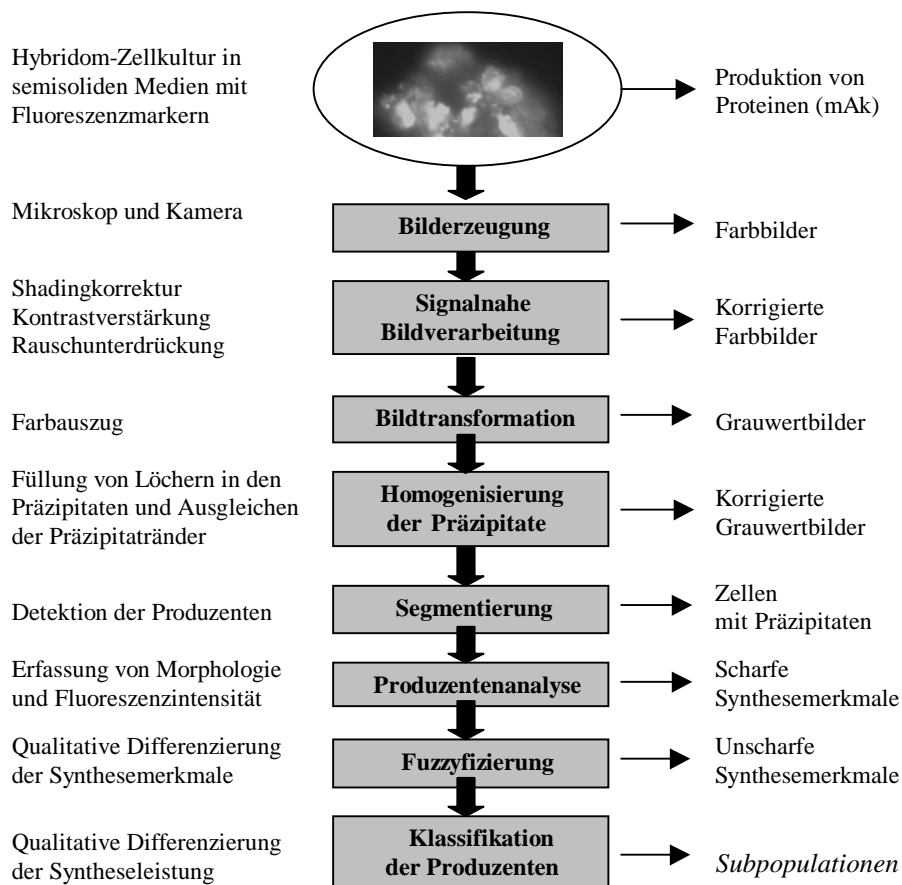 Hybridom-Zellkultur in
semisoliden Medien mit
Fluoreszenzmarkern
Produktion von
Proteinen (mAk)
Mikroskop und Kamera
Bilderzeugung
Farbbilder
Shadingkorrektur
Kontrastverstärkung
Rauschunterdrückung
Signalnahe
Bildverarbeitung
Korrigierte
Farbbilder
Farbauszug
Bildtransformation
Grauwertbilder
Füllung von Löchern in den
Präzipitaten und Ausgleichen
der Präzipitatränder
Homogenisierung
der Präzipitate
Korrigierte
Grauwertbilder
Detektion der Produzenten
Segmentierung
Zellen
mit Präzipitaten
Erfassung von Morphologie
und Fluoreszenzintensität
Produzentenanalyse
Scharfe
Synthesemerkmale
Qualitative Differenzierung
der Synthesemerkmale
Fuzzyfizierung
Unscharfe
Synthesemerkmale
Qualitative Differenzierung
der Syntheseleistung
Klassifikation
der Produzenten
Subpopulationen